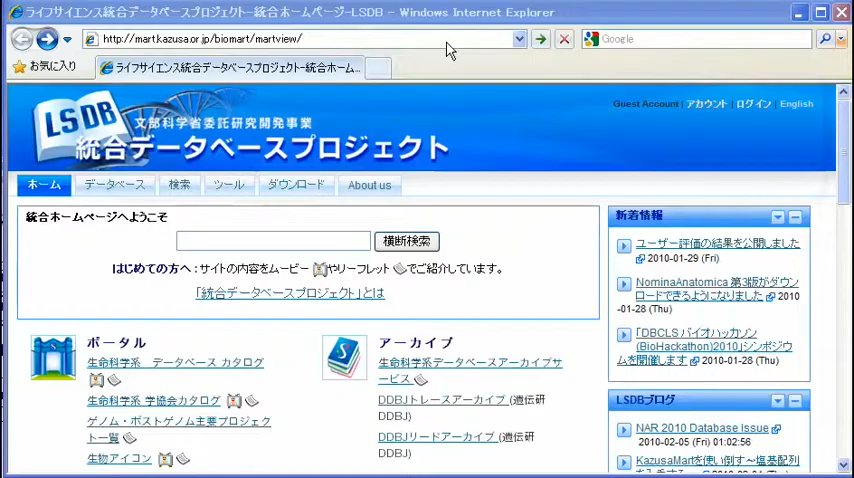 ライフサイエンス統合データベースプロジェクト-統合ホームページ-LSDB - Windows Internet Explorer
http://mart.kazusa.or.jp/biomart/martview/
Google
お気に入り
ライフサイエンス統合データベースプロジェクト-統合ホーム...
Guest Account | アカウント | ログイン | English
LSDB
文部科学省委託研究開発事業
統合データベースプロジェクト
ホーム データベース 検索 ツール ダウンロード About us
統合ホームページへようこそ
横断検索
はじめての方へ : サイトの内容をムービー やリーフレット でご紹介しています。
「統合データベースプロジェクト」とは
ポータル
生命科学系 データベース カタログ
生命科学系 学協会カタログ
ゲノム・ポストゲノム主要プロジェク
ト一覧
生物アイコン
アーカイブ
生命科学系データベースアーカイブサ
ービス
DDBJトレースアーカイブ (遺伝研
DDBJ)
DDBJリードアーカイブ (遺伝研
DDBJ)
新着情報
ユーザー評価の結果を公開しました
2010-01-29 (Fri)
NominaAnatomica 第3版がダウン
ロードできるようになりました 2010
-01-28 (Thu)
「DBCLS バイオハッカソン
(BioHackathon)2010」シンポジウ
ムを開催します 2010-01-28 (Thu)
LSDBブログ
NAR 2010 Database Issue
2010-02-05 (Fri) 01:02:56
KazusaMartを使い倒す～塩基配列